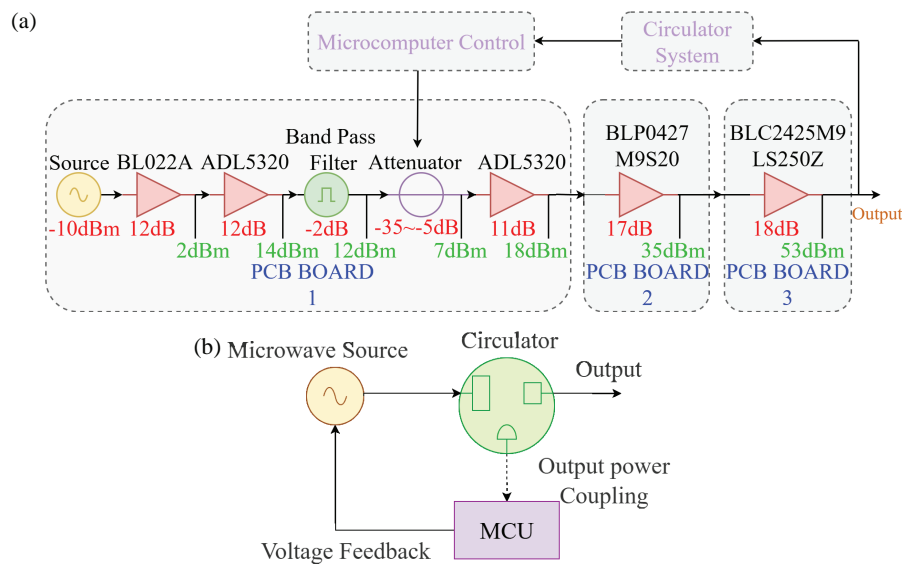 (a)
Microcomputer Control
Circulator
System
Source
BL022A
ADL5320
Band Pass
Filter
Attenuator
ADL5320
BLP0427
M9S20
BLC2425M9
LS250Z
-10dBm
12dB
12dB
-2dB
-35~-5dB
11dB
17dB
18dB
Output
2dBm
14dBm
12dBm
7dBm
18dBm
35dBm
53dBm
PCB BOARD
1
PCB BOARD
2
PCB BOARD
3
(b)
Microwave Source
Circulator
Output
Output power
Coupling
MCU
Voltage Feedback